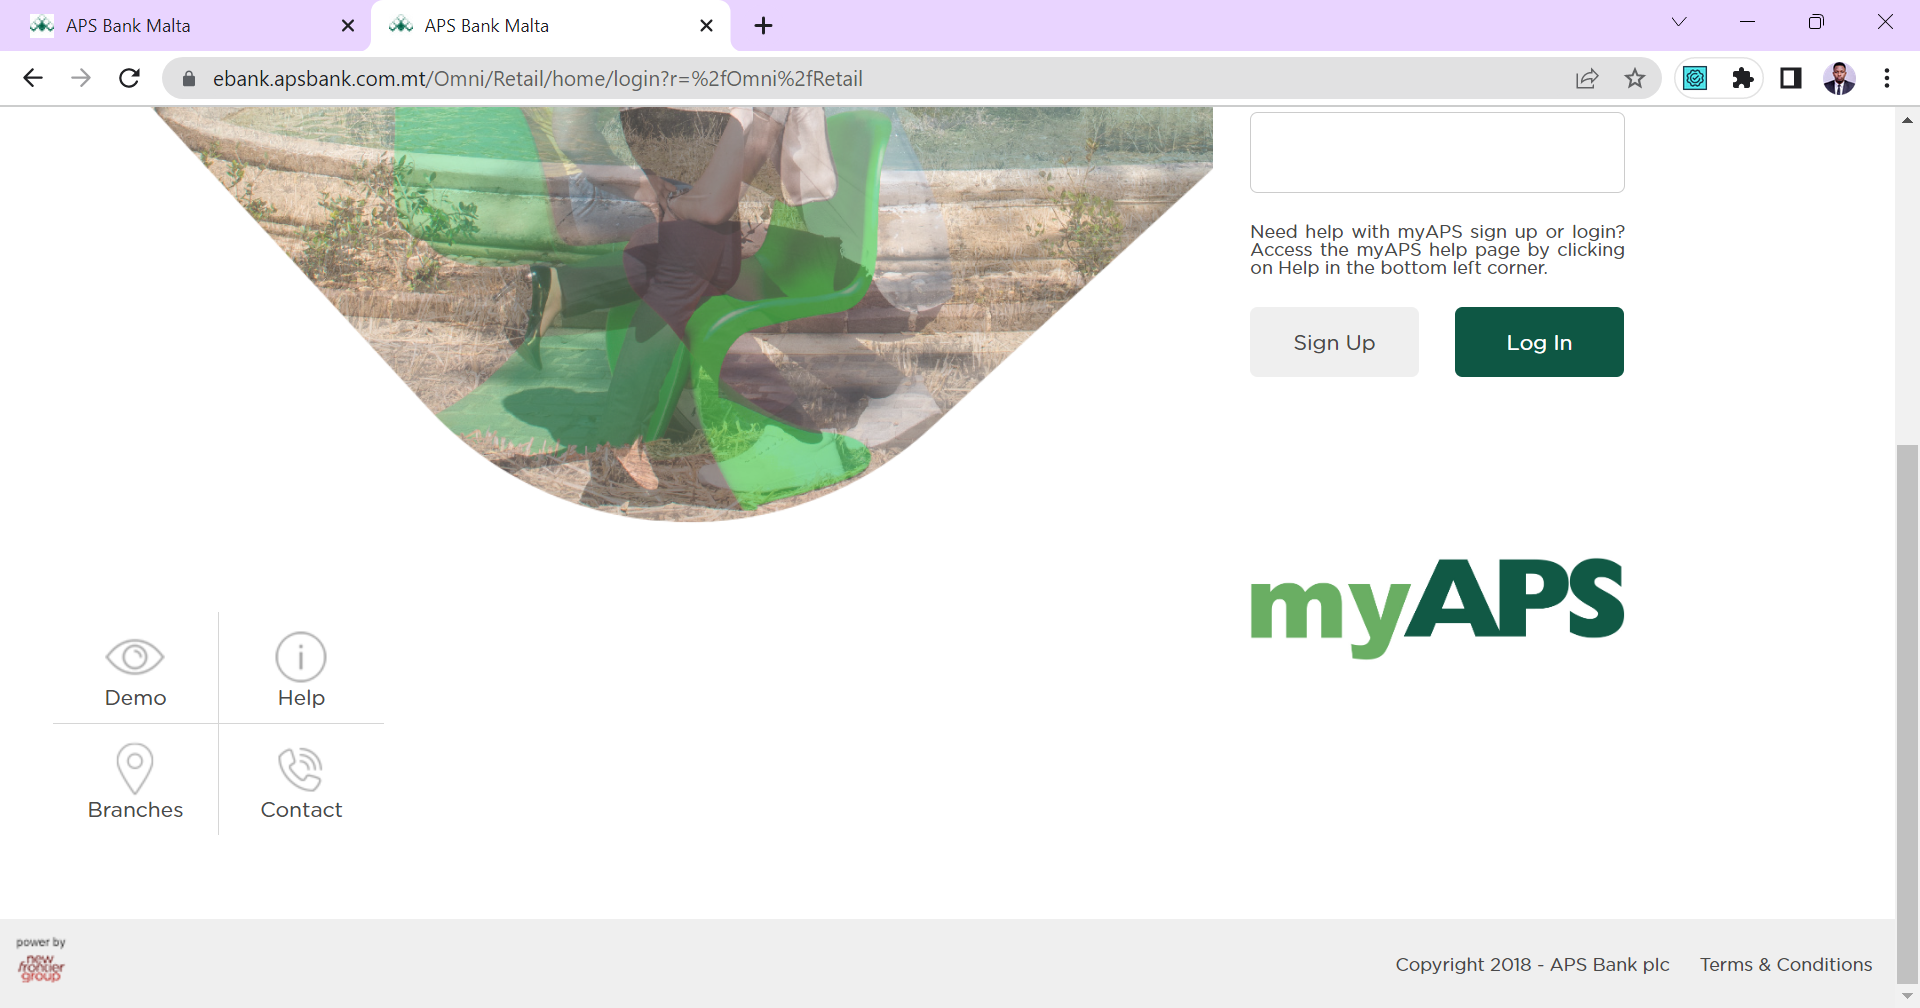 APS Bank Malta
APS Bank Malta
ebank.apsbank.com.mt/Omni/Retail/home/login?r=%2fOmni%2fRetail
Need help with myAPS sign up or login?
Access the myAPS help page by clicking
on Help in the bottom left corner.
Sign Up
Log In
myAPS
Demo
Help
Branches
Contact
power by
new
frontier
group
Copyright 2018 - APS Bank plc
Terms & Conditions